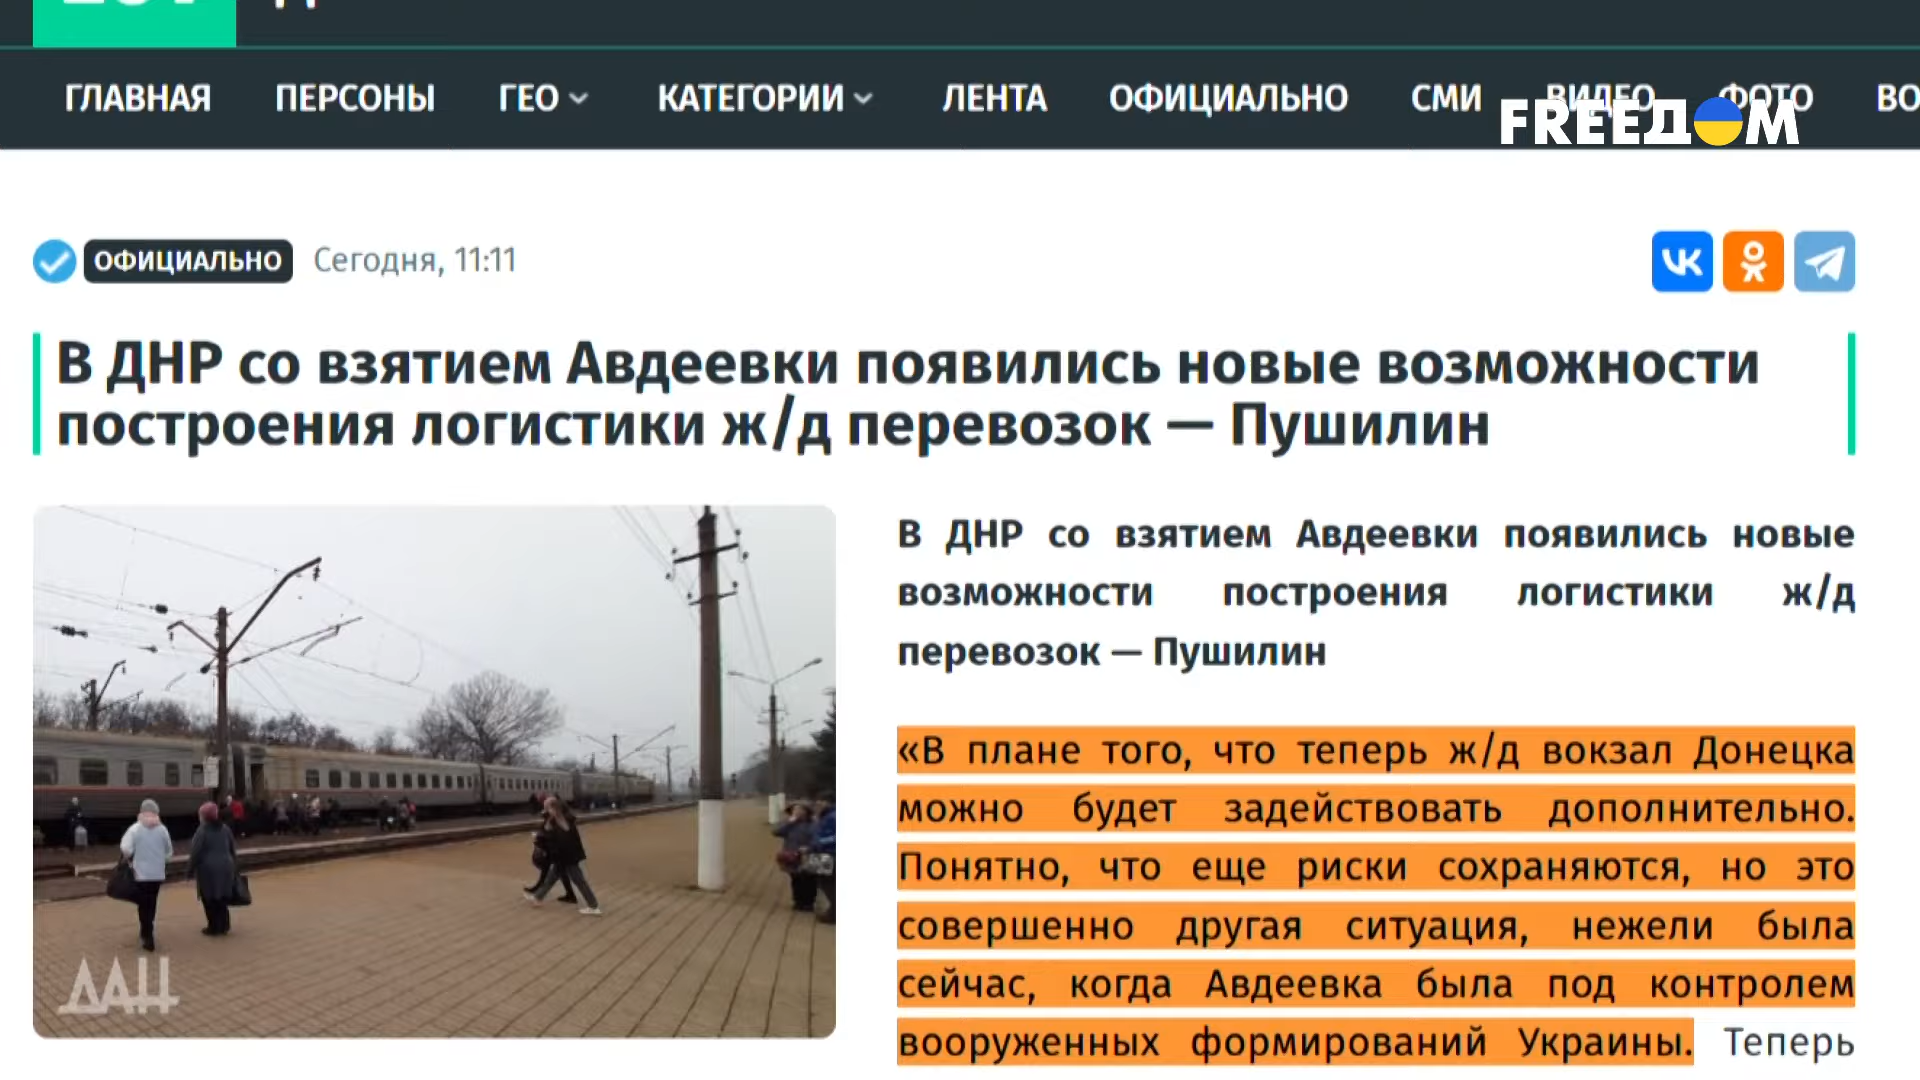 ГЛАВНАЯ ПЕРСОНЫ ГЕО КАТЕГОРИИ ЛЕНТА ОФИЦИАЛЬНО СМИ ВИДЕО ФОТО ВО
FREEДOM
ОФИЦИАЛЬНО Сегодня, 11:11
В ДНР со взятием Авдеевки появились новые возможности
построения логистики ж/д перевозок — Пушилин
В ДНР со взятием Авдеевки появились новые
возможности построения логистики ж/д
перевозок — Пушилин
«В плане того, что теперь ж/д вокзал Донецка
можно будет задействовать дополнительно.
Понятно, что еще риски сохраняются, но это
совершенно другая ситуация, нежели была
сейчас, когда Авдеевка была под контролем
вооруженных формирований Украины. Теперь
ДАН